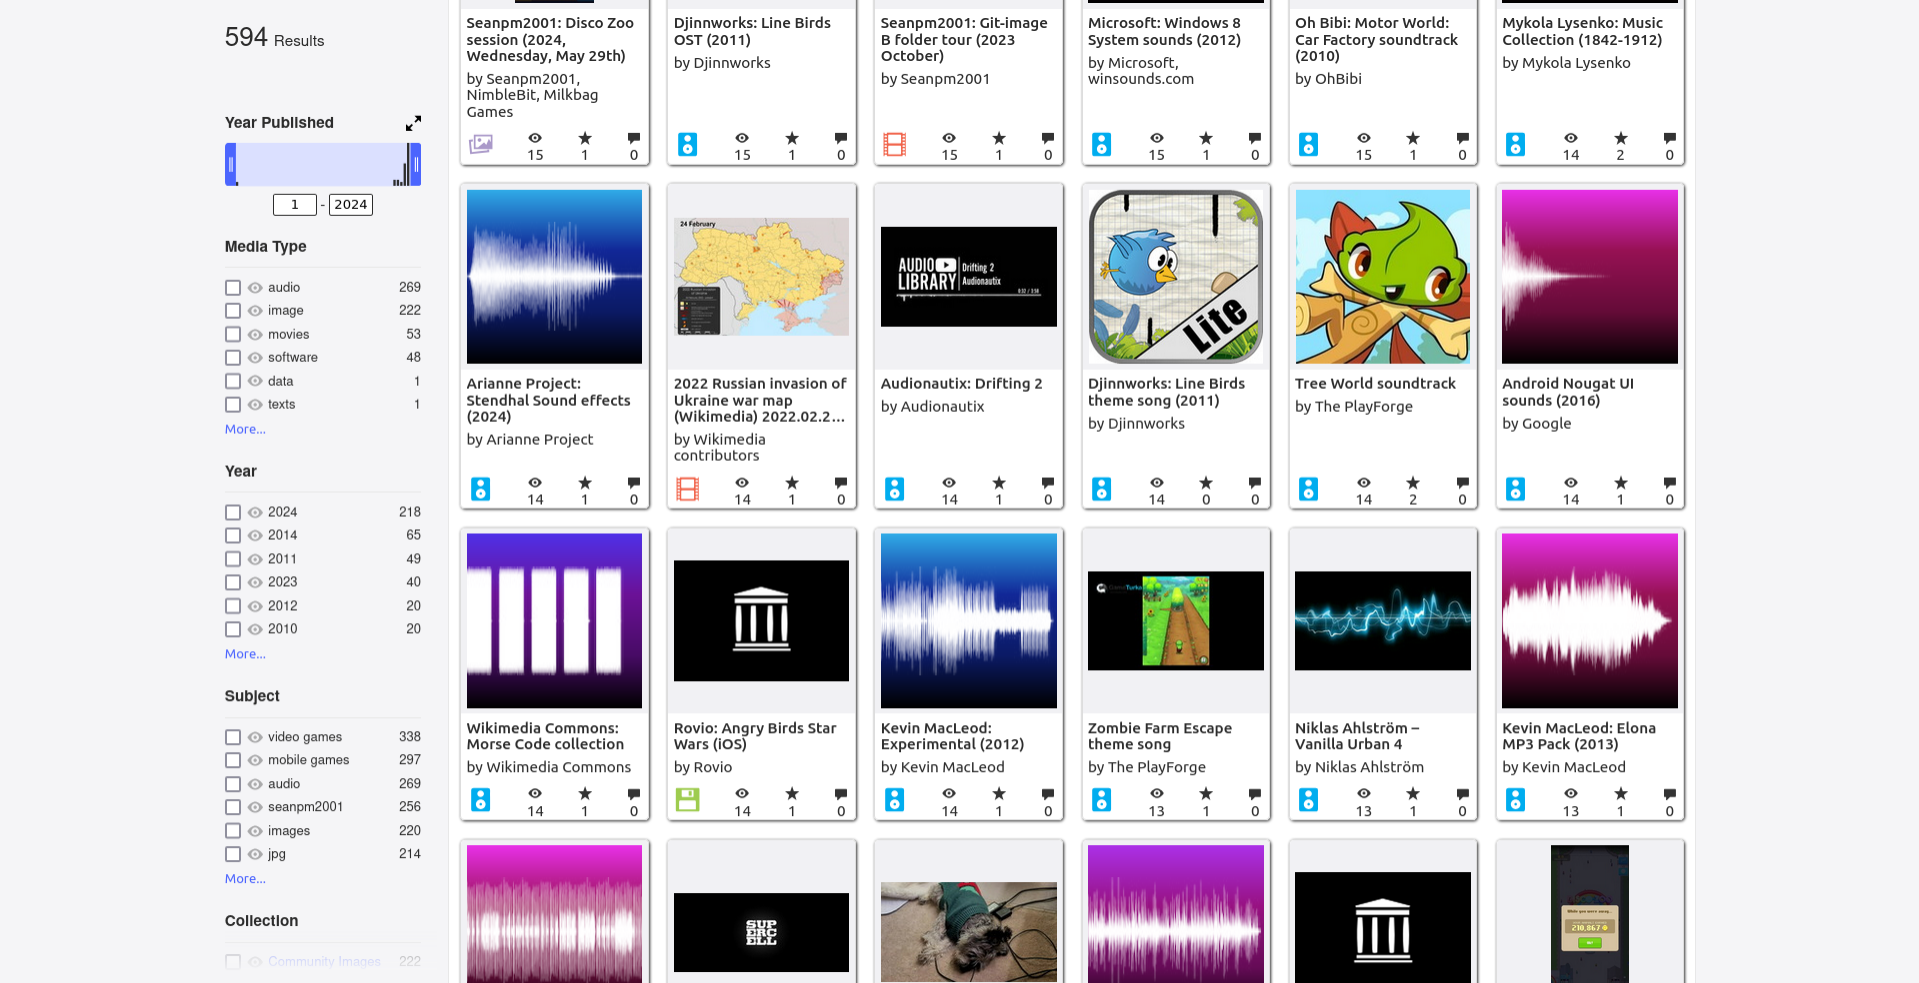 594 Results
Year Published
1 - 2024
Media Type
audio 269
image 222
movies 53
software 48
data 1
texts 1
More...
Year
2024 218
2014 65
2011 49
2023 40
2012 20
2010 20
More...
Subject
video games 338
mobile games 297
audio 269
seanpm2001 256
images 220
jpg 214
More...
Collection
Community Images 222
Seanpm2001: Disco Zoo
session (2024,
Wednesday, May 29th)
by Seanpm2001,
NimbleBit, Milkbag
Games
15 1 0
Djinnworks: Line Birds
OST (2011)
by Djinnworks
15 1 0
Seanpm2001: Git-image
B folder tour (2023
October)
by Seanpm2001
15 1 0
Microsoft: Windows 8
System sounds (2012)
by Microsoft,
winsounds.com
15 1 0
Oh Bibi: Motor World:
Car Factory soundtrack
(2010)
by OhBibi
15 1 0
Mykola Lysenko: Music
Collection (1842-1912)
by Mykola Lysenko
14 2 0
Arianne Project:
Stendhal Sound effects
(2024)
by Arianne Project
14 1 0
24 February
2022 Russian invasion of
Ukraine war map
(Wikimedia) 2022.02.2...
by Wikimedia
contributors
14 1 0
AUDIO
LIBRARY
Drifting 2
Audionautix
Audionautix: Drifting 2
by Audionautix
14 1 0
Lite
Djinnworks: Line Birds
theme song (2011)
by Djinnworks
14 0 0
Tree World soundtrack
by The PlayForge
14 2 0
Android Nougat UI
sounds (2016)
by Google
14 1 0
Wikimedia Commons:
Morse Code collection
by Wikimedia Commons
14 1 0
Rovio: Angry Birds Star
Wars (iOS)
by Rovio
14 1 0
Kevin MacLeod:
Experimental (2012)
by Kevin MacLeod
14 1 0
Zombie Farm Escape
theme song
by The PlayForge
13 1 0
Niklas Ahlström –
Vanilla Urban 4
by Niklas Ahlström
13 1 0
Kevin MacLeod: Elona
MP3 Pack (2013)
by Kevin MacLeod
13 1 0
SUP
ERC
ELL
While you were away...
210,867